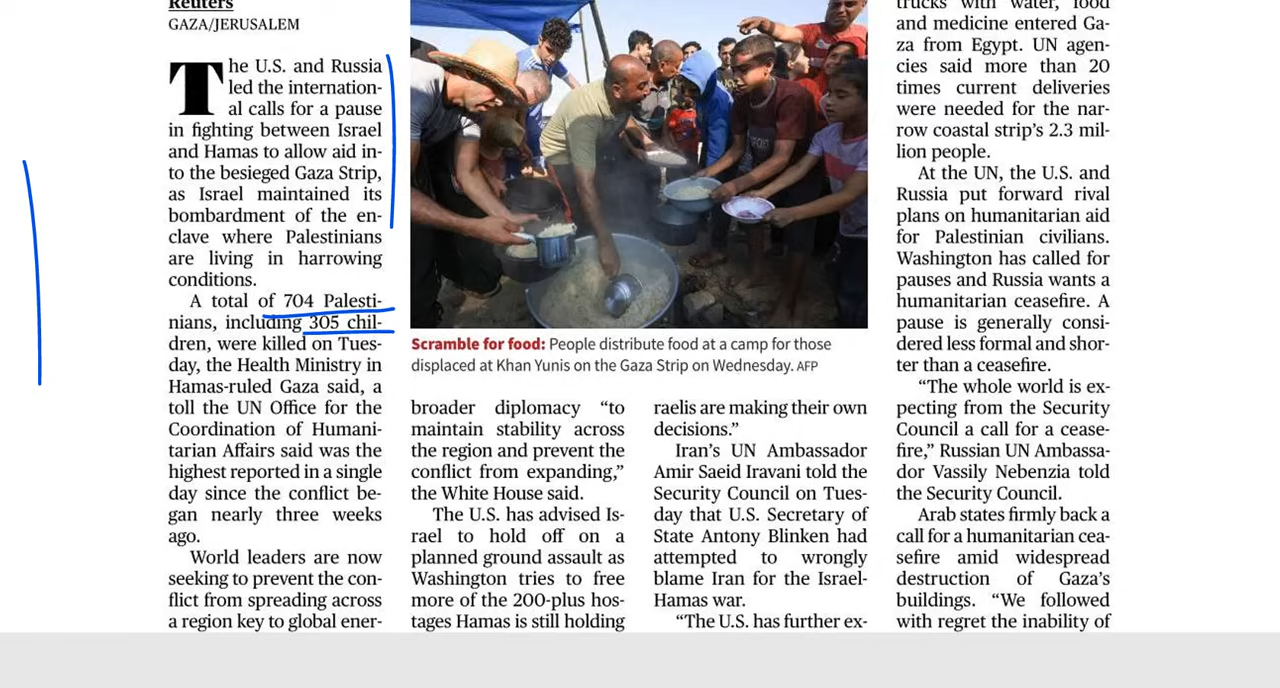 Reuters
GAZA/JERUSALEM
The U.S. and Russia
led the internation-
al calls for a pause
in fighting between Israel
and Hamas to allow aid in-
to the besieged Gaza Strip,
as Israel maintained its
bombardment of the en-
clave where Palestinians
are living in harrowing
conditions.
A total of 704 Palesti-
nians, including 305 chil-
dren, were killed on Tues-
day, the Health Ministry in
Hamas-ruled Gaza said, a
toll the UN Office for the
Coordination of Humani-
tarian Affairs said was the
highest reported in a single
day since the conflict be-
gan nearly three weeks
ago.
World leaders are now
seeking to prevent the con-
flict from spreading across
a region key to global ener-
Scramble for food: People distribute food at a camp for those
displaced at Khan Yunis on the Gaza Strip on Wednesday. AFP
broader diplomacy “to
maintain stability across
the region and prevent the
conflict from expanding,”
the White House said.
The U.S. has advised Is-
rael to hold off on a
planned ground assault as
Washington tries to free
more of the 200-plus hos-
tages Hamas is still holding
raelis are making their own
decisions.”
Iran’s UN Ambassador
Amir Saeid Iravani told the
Security Council on Tues-
day that U.S. Secretary of
State Antony Blinken had
attempted to wrongly
blame Iran for the Israel-
Hamas war.
“The U.S. has further ex-
trucks with water, food
and medicine entered Ga-
za from Egypt. UN agen-
cies said more than 20
times current deliveries
were needed for the nar-
row coastal strip’s 2.3 mil-
lion people.
At the UN, the U.S. and
Russia put forward rival
plans on humanitarian aid
for Palestinian civilians.
Washington has called for
pauses and Russia wants a
humanitarian ceasefire. A
pause is generally consi-
dered less formal and shor-
ter than a ceasefire.
“The whole world is ex-
pecting from the Security
Council a call for a cease-
fire,” Russian UN Ambassa-
dor Vassily Nebenzia told
the Security Council.
Arab states firmly back a
call for a humanitarian cea-
sefire amid widespread
destruction of Gaza’s
buildings. “We followed
with regret the inability of